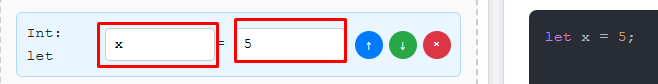 Int:
let x = 5 ↑ ↓ ×
let x = 5;